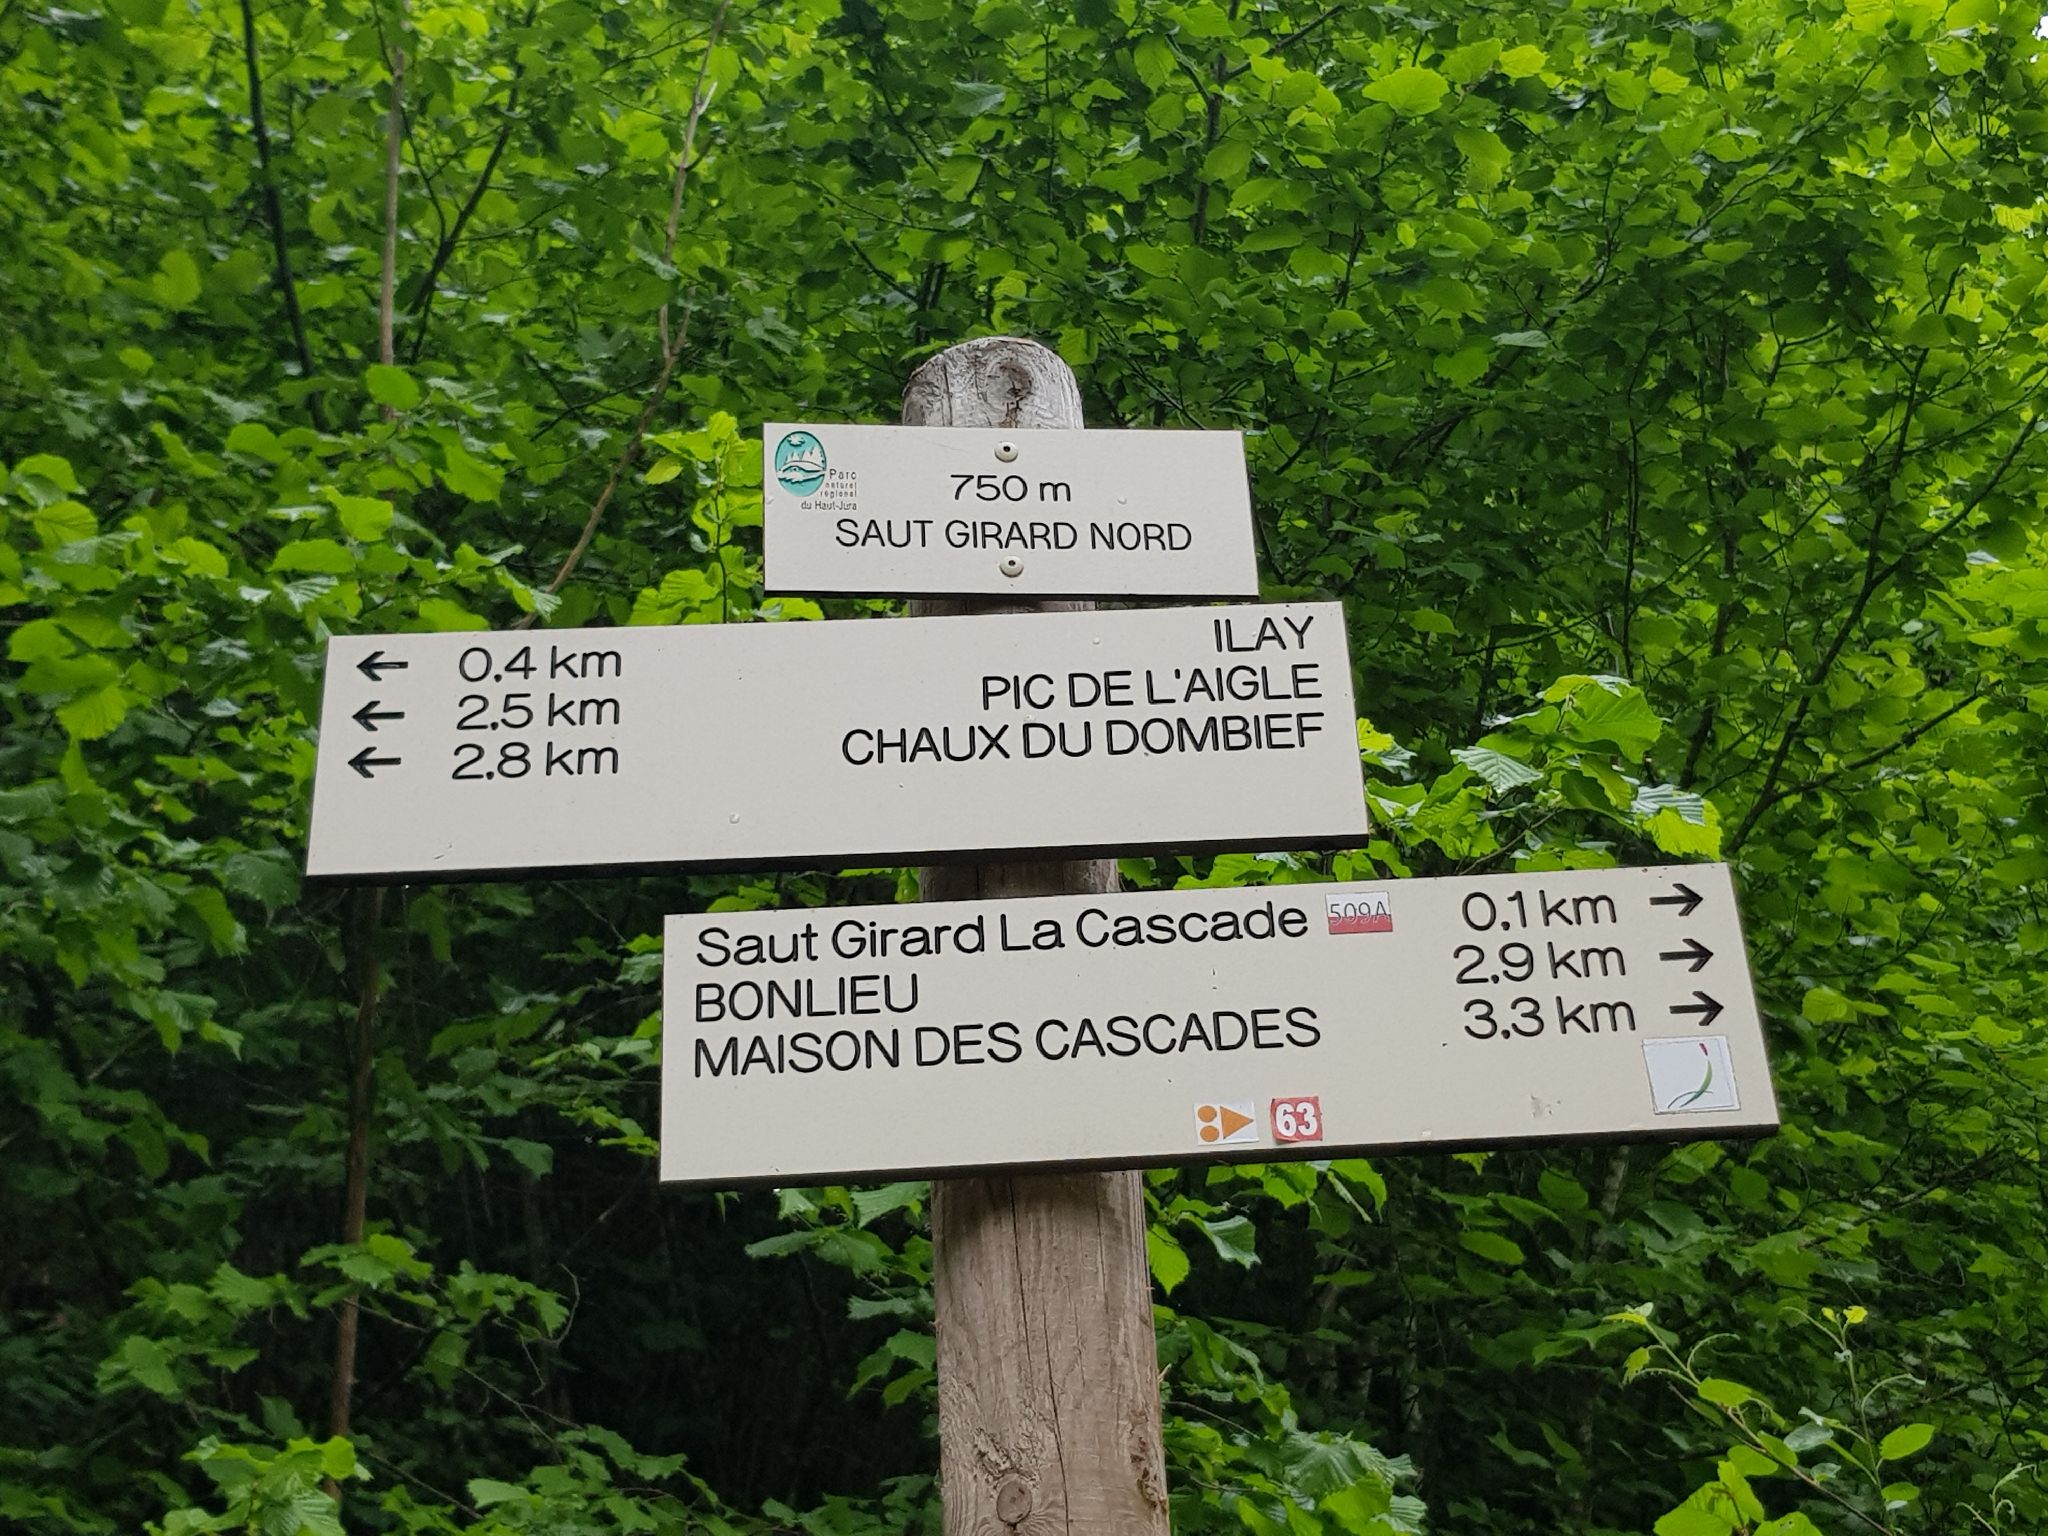 Parc
naturel
régional
du Haut-Jura
750 m
SAUT GIRARD NORD
← 0,4 km ILAY
← 2,5 km PIC DE L'AIGLE
← 2,8 km CHAUX DU DOMBIEF
Saut Girard La Cascade 509A 0,1 km →
BONLIEU 2,9 km →
MAISON DES CASCADES 3,3 km →
63